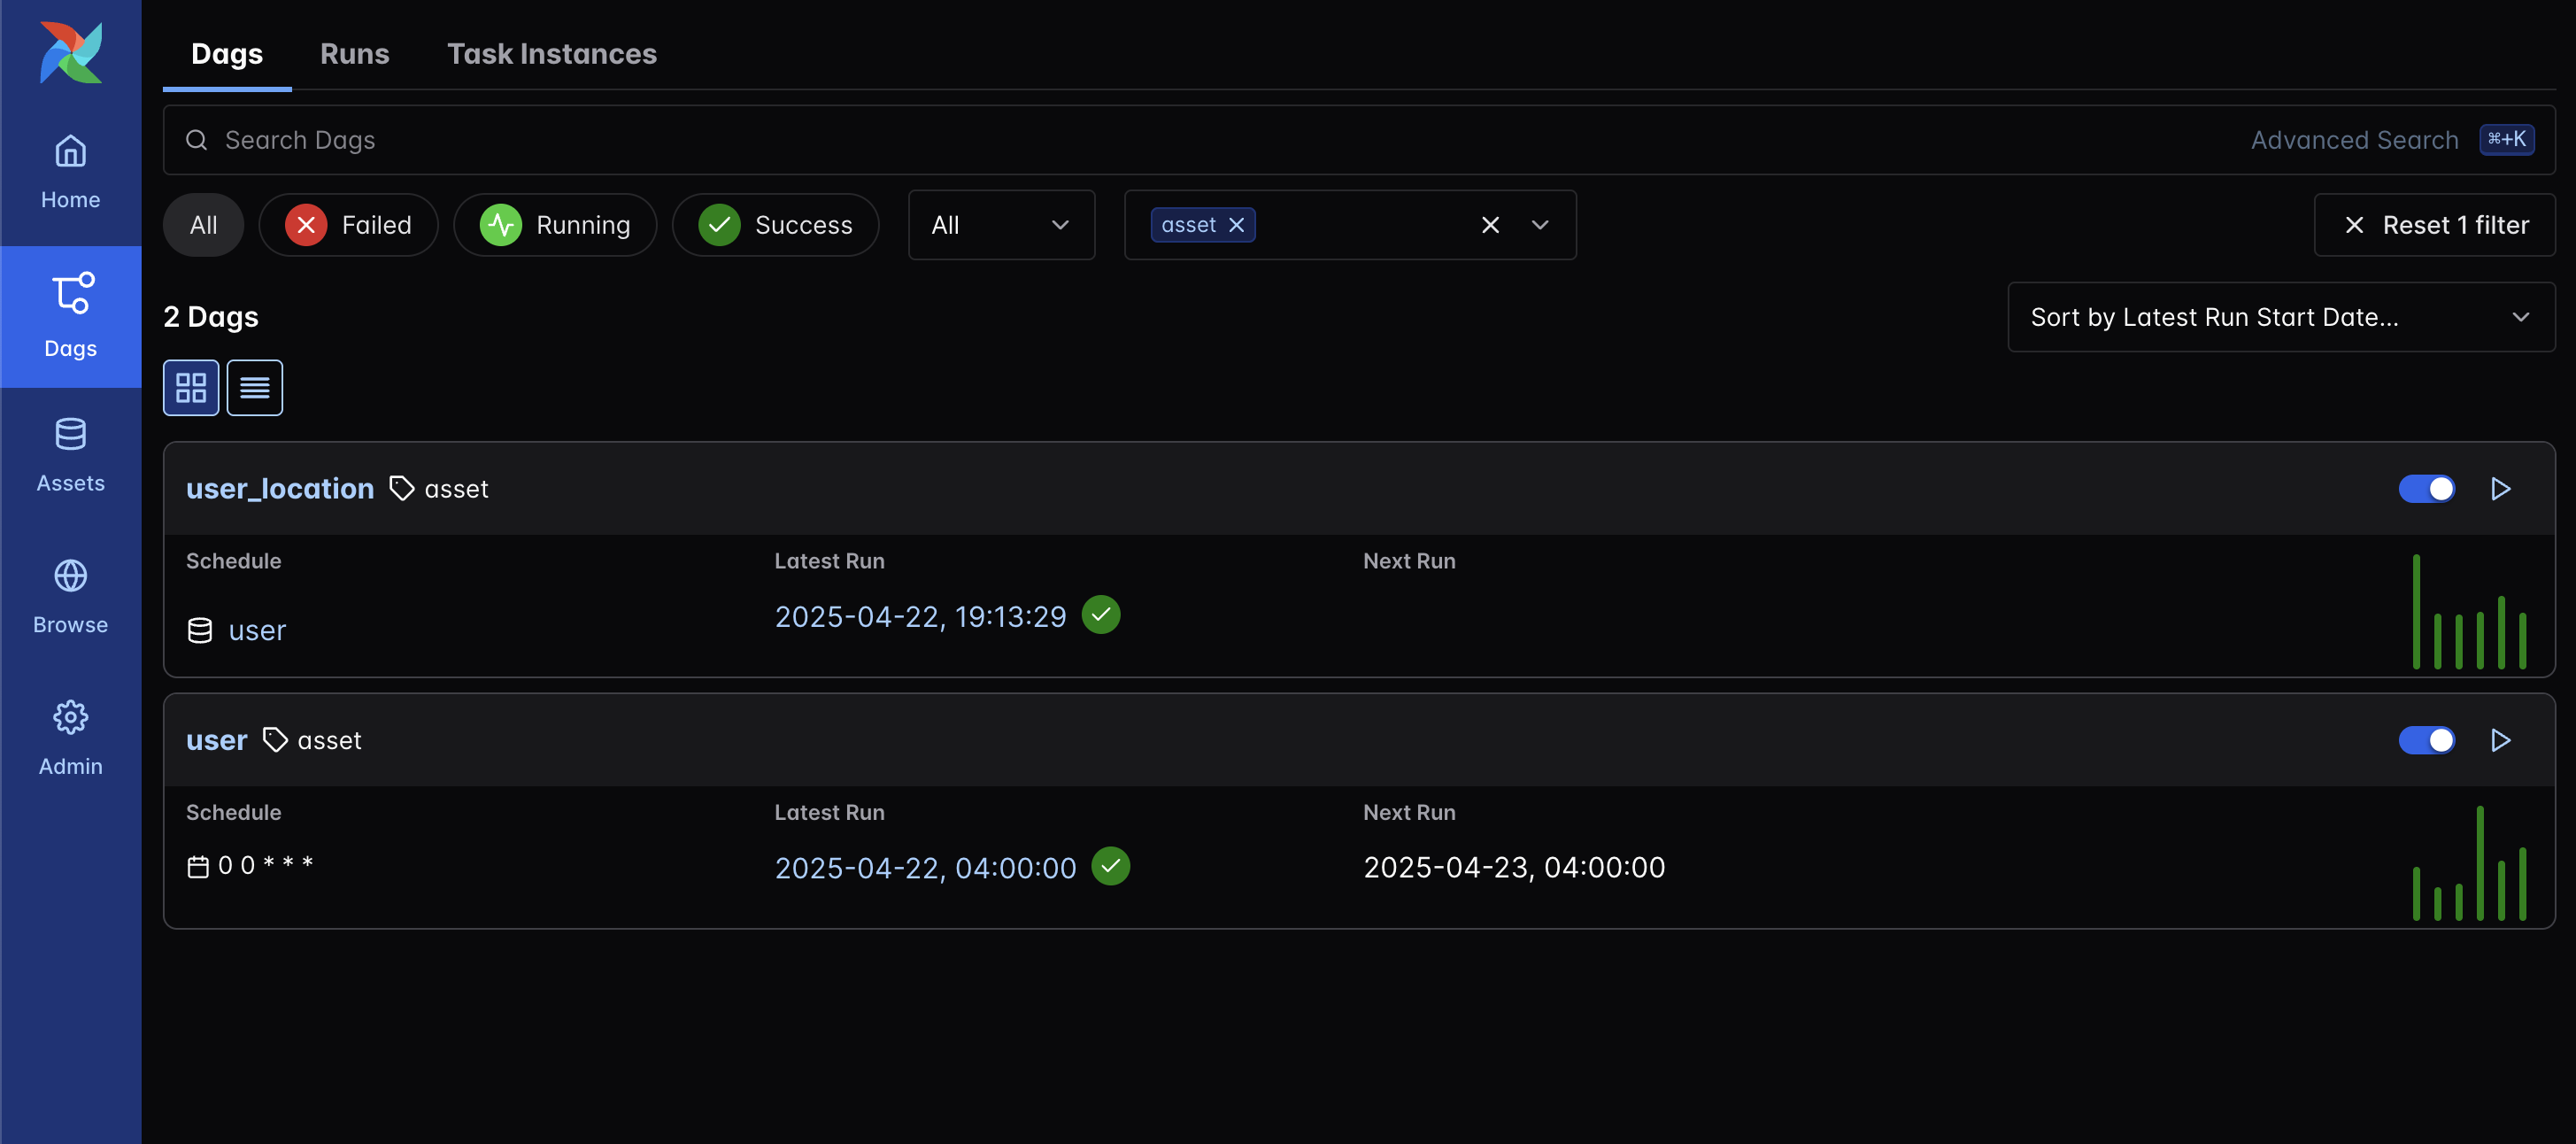 Dags Runs Task Instances
Search Dags Advanced Search ⌘+K
Home
All Failed Running Success All asset Reset 1 filter
Dags
2 Dags Sort by Latest Run Start Date...
Assets
user_location asset
Schedule Latest Run Next Run
Browse
user 2025-04-22, 19:13:29
Admin
user asset
Schedule Latest Run Next Run
0 0 * * * 2025-04-22, 04:00:00 2025-04-23, 04:00:00